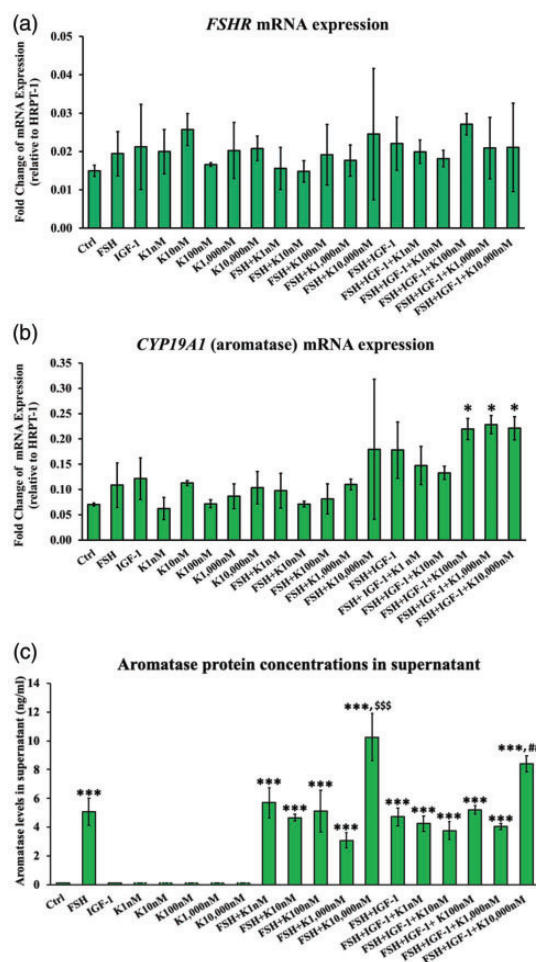 (a)
FSHR mRNA expression
Fold Change of mRNA Expression
(relative to HRPT-1)
0.05
0.04
0.03
0.02
0.01
0.00
Ctrl
FSH
IGF-1
K1nM
K10nM
K100nM
K1,000nM
K10,000nM
FSH+K1nM
FSH+K10nM
FSH+K100nM
FSH+K1,000nM
FSH+K10,000nM
FSH+IGF-1
FSH+IGF-1+K1nM
FSH+IGF-1+K10nM
FSH+IGF-1+K100nM
FSH+IGF-1+K1,000nM
FSH+IGF-1+K10,000nM
(b)
CYP19A1 (aromatase) mRNA expression
Fold Change of mRNA Expression
(relative to HRPT-1)
0.35
0.30
0.25
0.20
0.15
0.10
0.05
0.00
* * *
Ctrl
FSH
IGF-1
K1nM
K10nM
K100nM
K1,000nM
K10,000nM
FSH+K1nM
FSH+K10nM
FSH+K100nM
FSH+K1,000nM
FSH+K10,000nM
FSH+IGF-1
FSH+ IGF-1+K1 nM
FSH+IGF-1+K10nM
FSH+IGF-1+K100nM
FSH+IGF-1+K1,000nM
FSH+IGF-1+K10,000nM
(c)
Aromatase protein concentrations in supernatant
Aromatase levels in supernatant (ng/ml)
14
12
10
8
6
4
2
0
***
***
***
***
***
***,$$$
***
***
***
***
***
***,##
Ctrl
FSH
IGF-1
K1nM
K10nM
K100nM
K1,000nM
K10,000nM
FSH+K1nM
FSH+K10nM
FSH+K100nM
FSH+K1,000nM
FSH+K10,000nM
FSH+IGF-1
FSH+IGF-1+K1nM
FSH+IGF-1+K10nM
FSH+IGF-1+K100nM
FSH+IGF-1+K1,000nM
FSH+IGF-1+K10,000nM